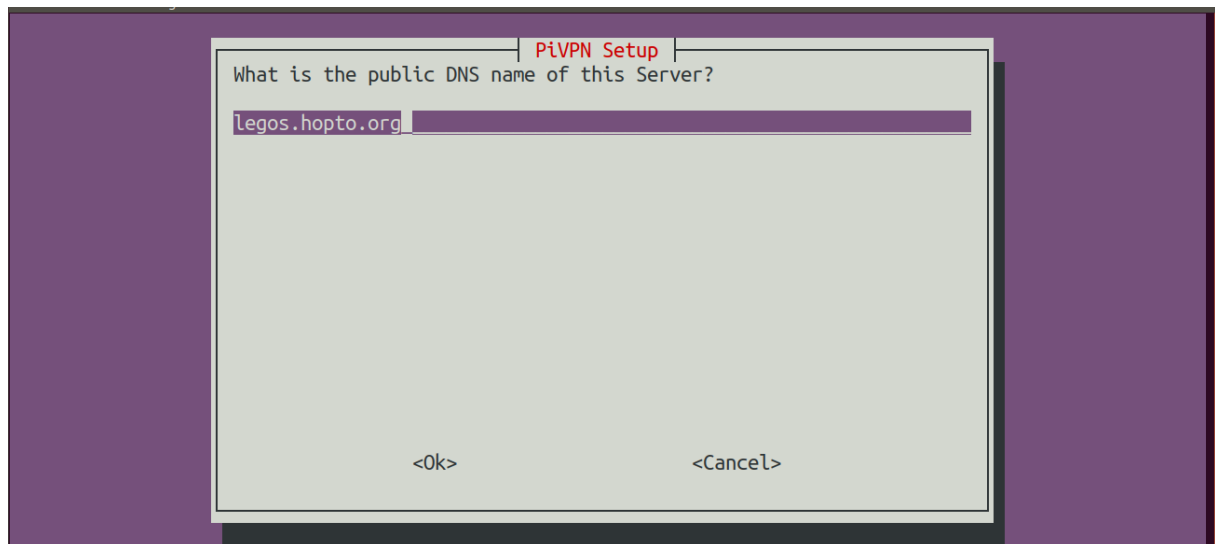 PiVPN Setup
What is the public DNS name of this Server?
legos.hopto.org
<Ok> <Cancel>